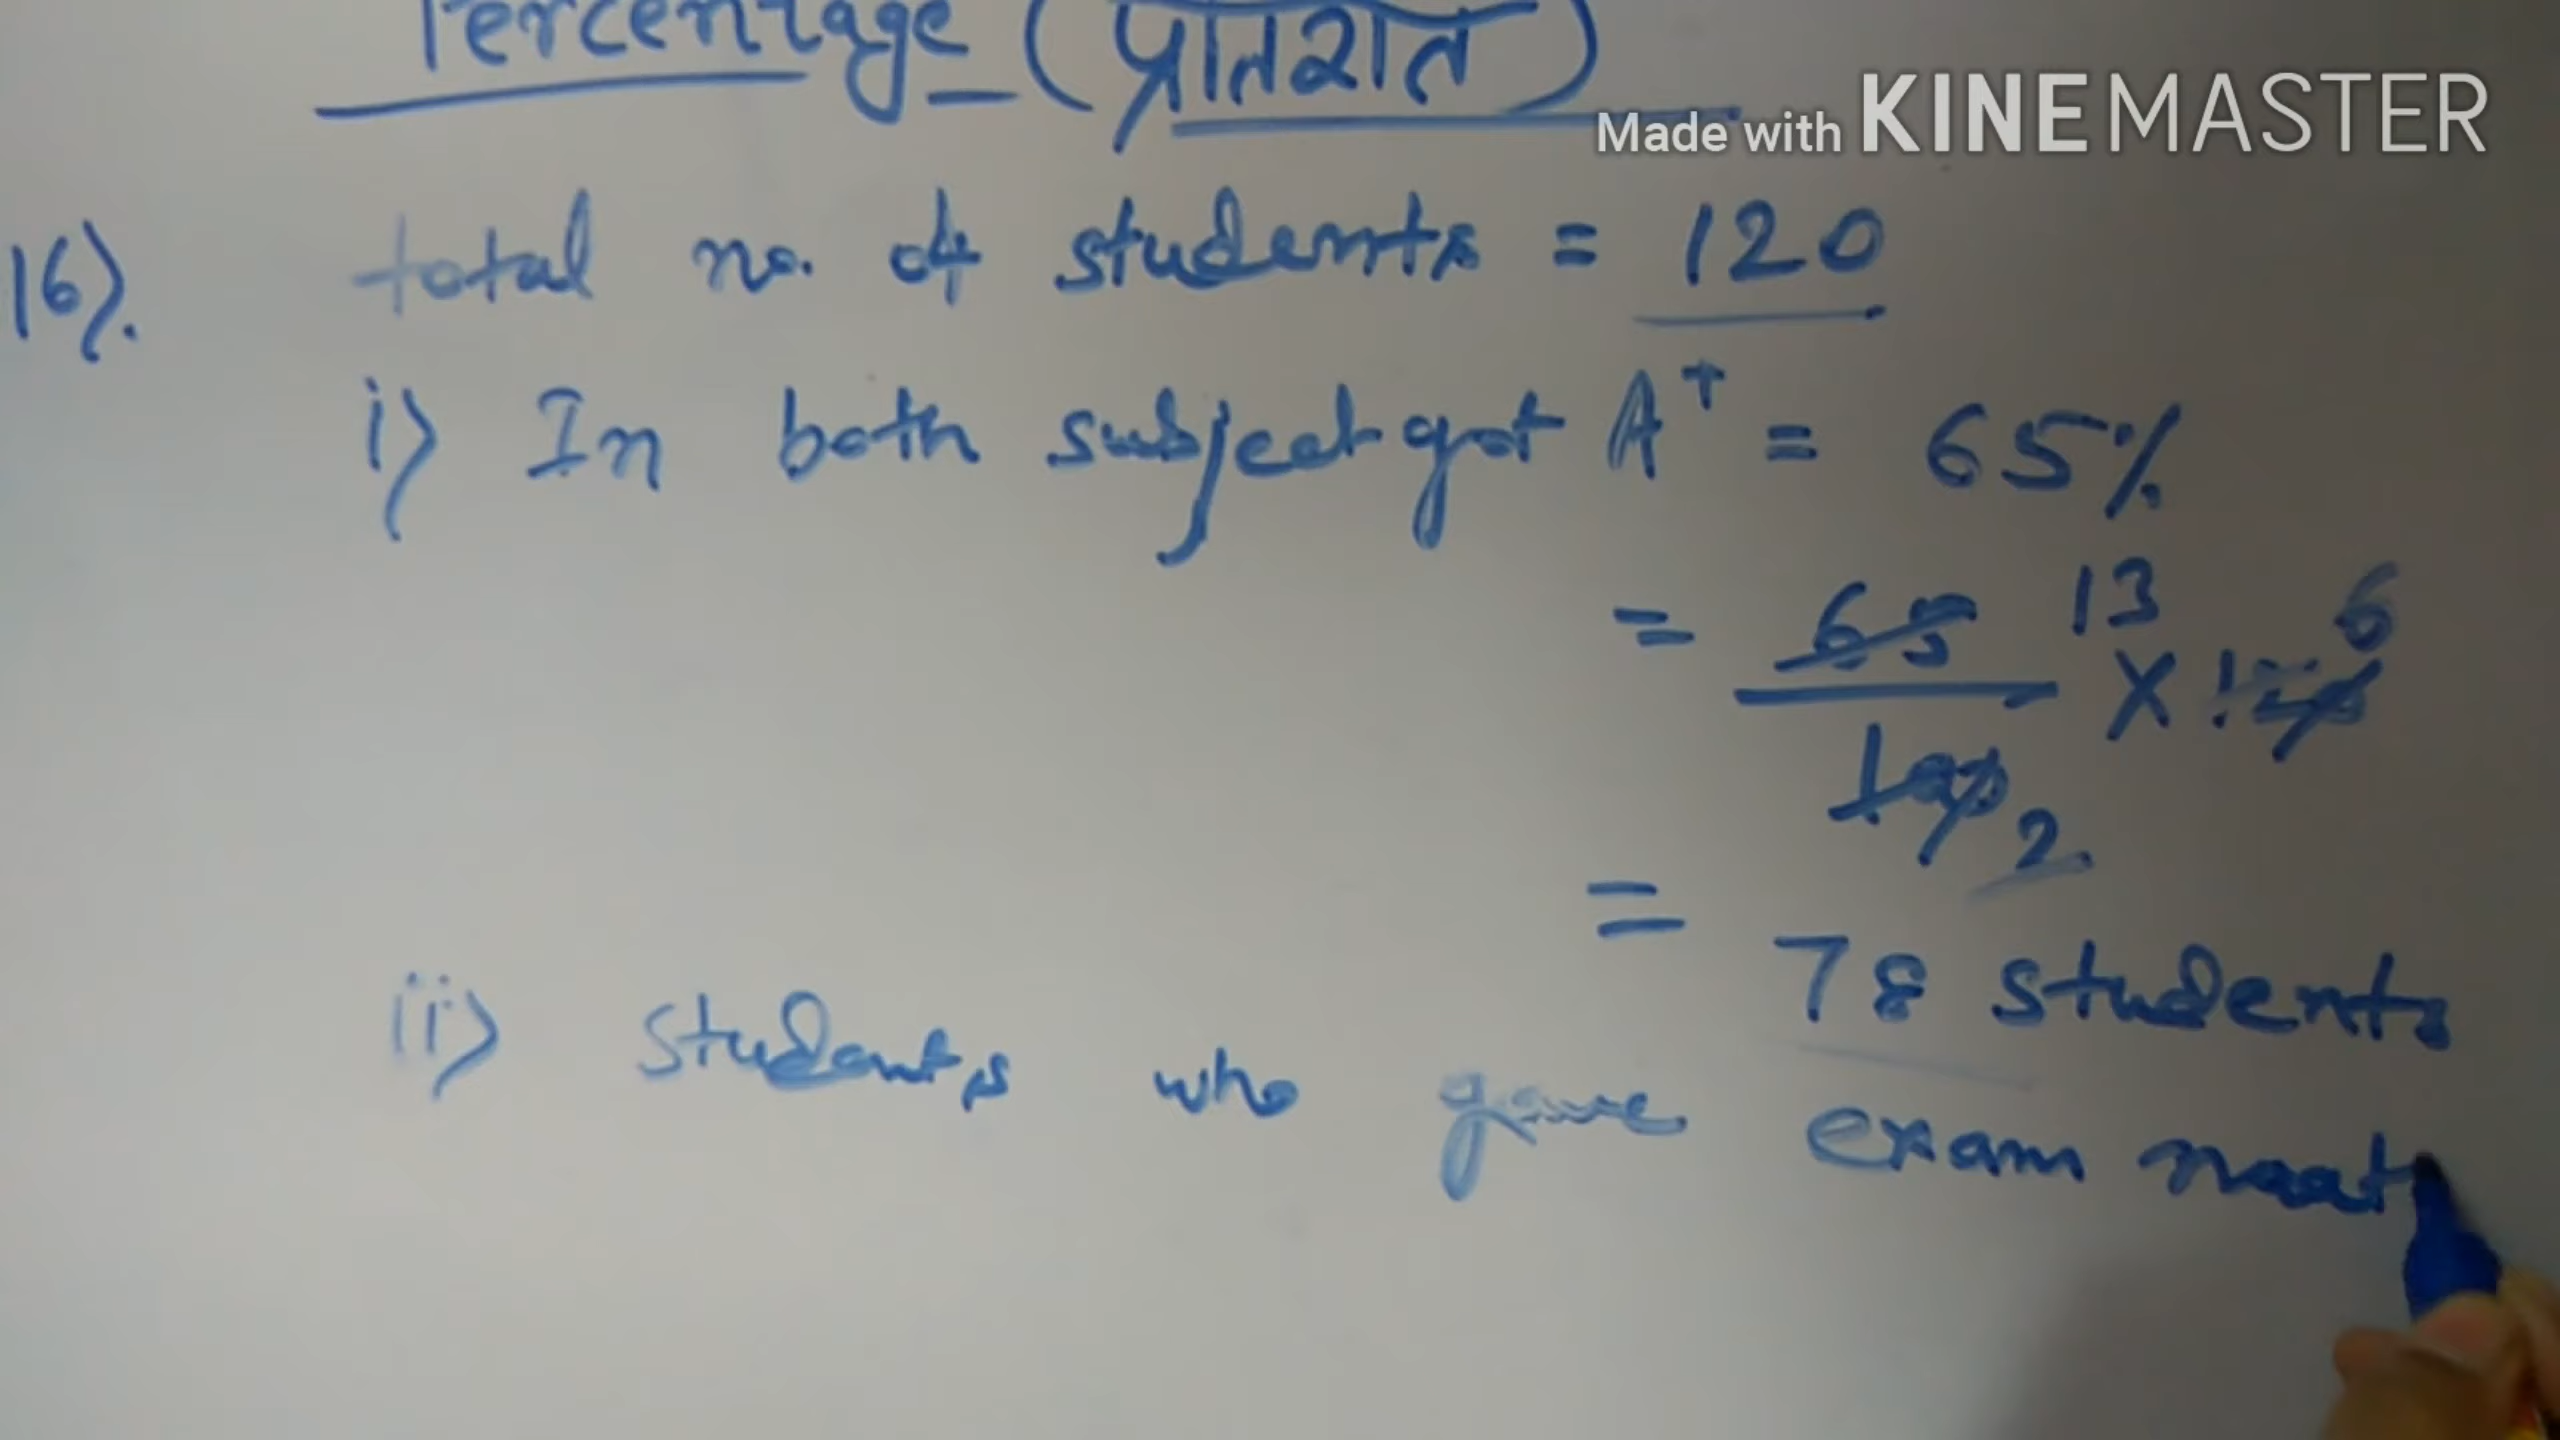 Percentage (प्रतिशत)
Made with KINEMASTER
16). total no. of students = 120
i) In both subject got A+ = 65%
= 65 13 X 120 6
100 2
= 78 students
ii) students who gave exam